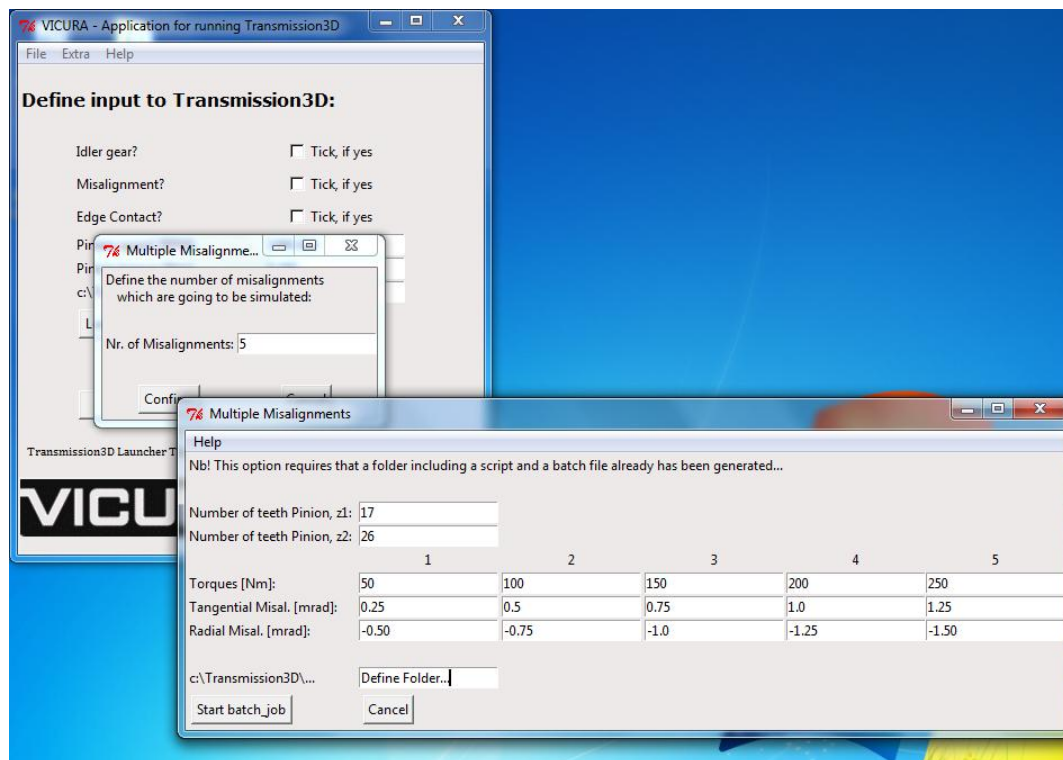 VICURA - Application for running Transmission3D
File Extra Help
Define input to Transmission3D:
Idler gear? Tick, if yes
Misalignment? Tick, if yes
Edge Contact? Tick, if yes
Pin
Pin
c:\
L
Multiple Misalignme...
Define the number of misalignments
which are going to be simulated:
Nr. of Misalignments: 5
Transmission3D Launcher T
VICU
Multiple Misalignments
Help
Nb! This option requires that a folder including a script and a batch file already has been generated...
Number of teeth Pinion, z1: 17
Number of teeth Pinion, z2: 26
1 2 3 4 5
Torques [Nm]: 50 100 150 200 250
Tangential Misal. [mrad]: 0.25 0.5 0.75 1.0 1.25
Radial Misal. [mrad]: -0.50 -0.75 -1.0 -1.25 -1.50
c:\Transmission3D\... Define Folder...
Start batch_job Cancel